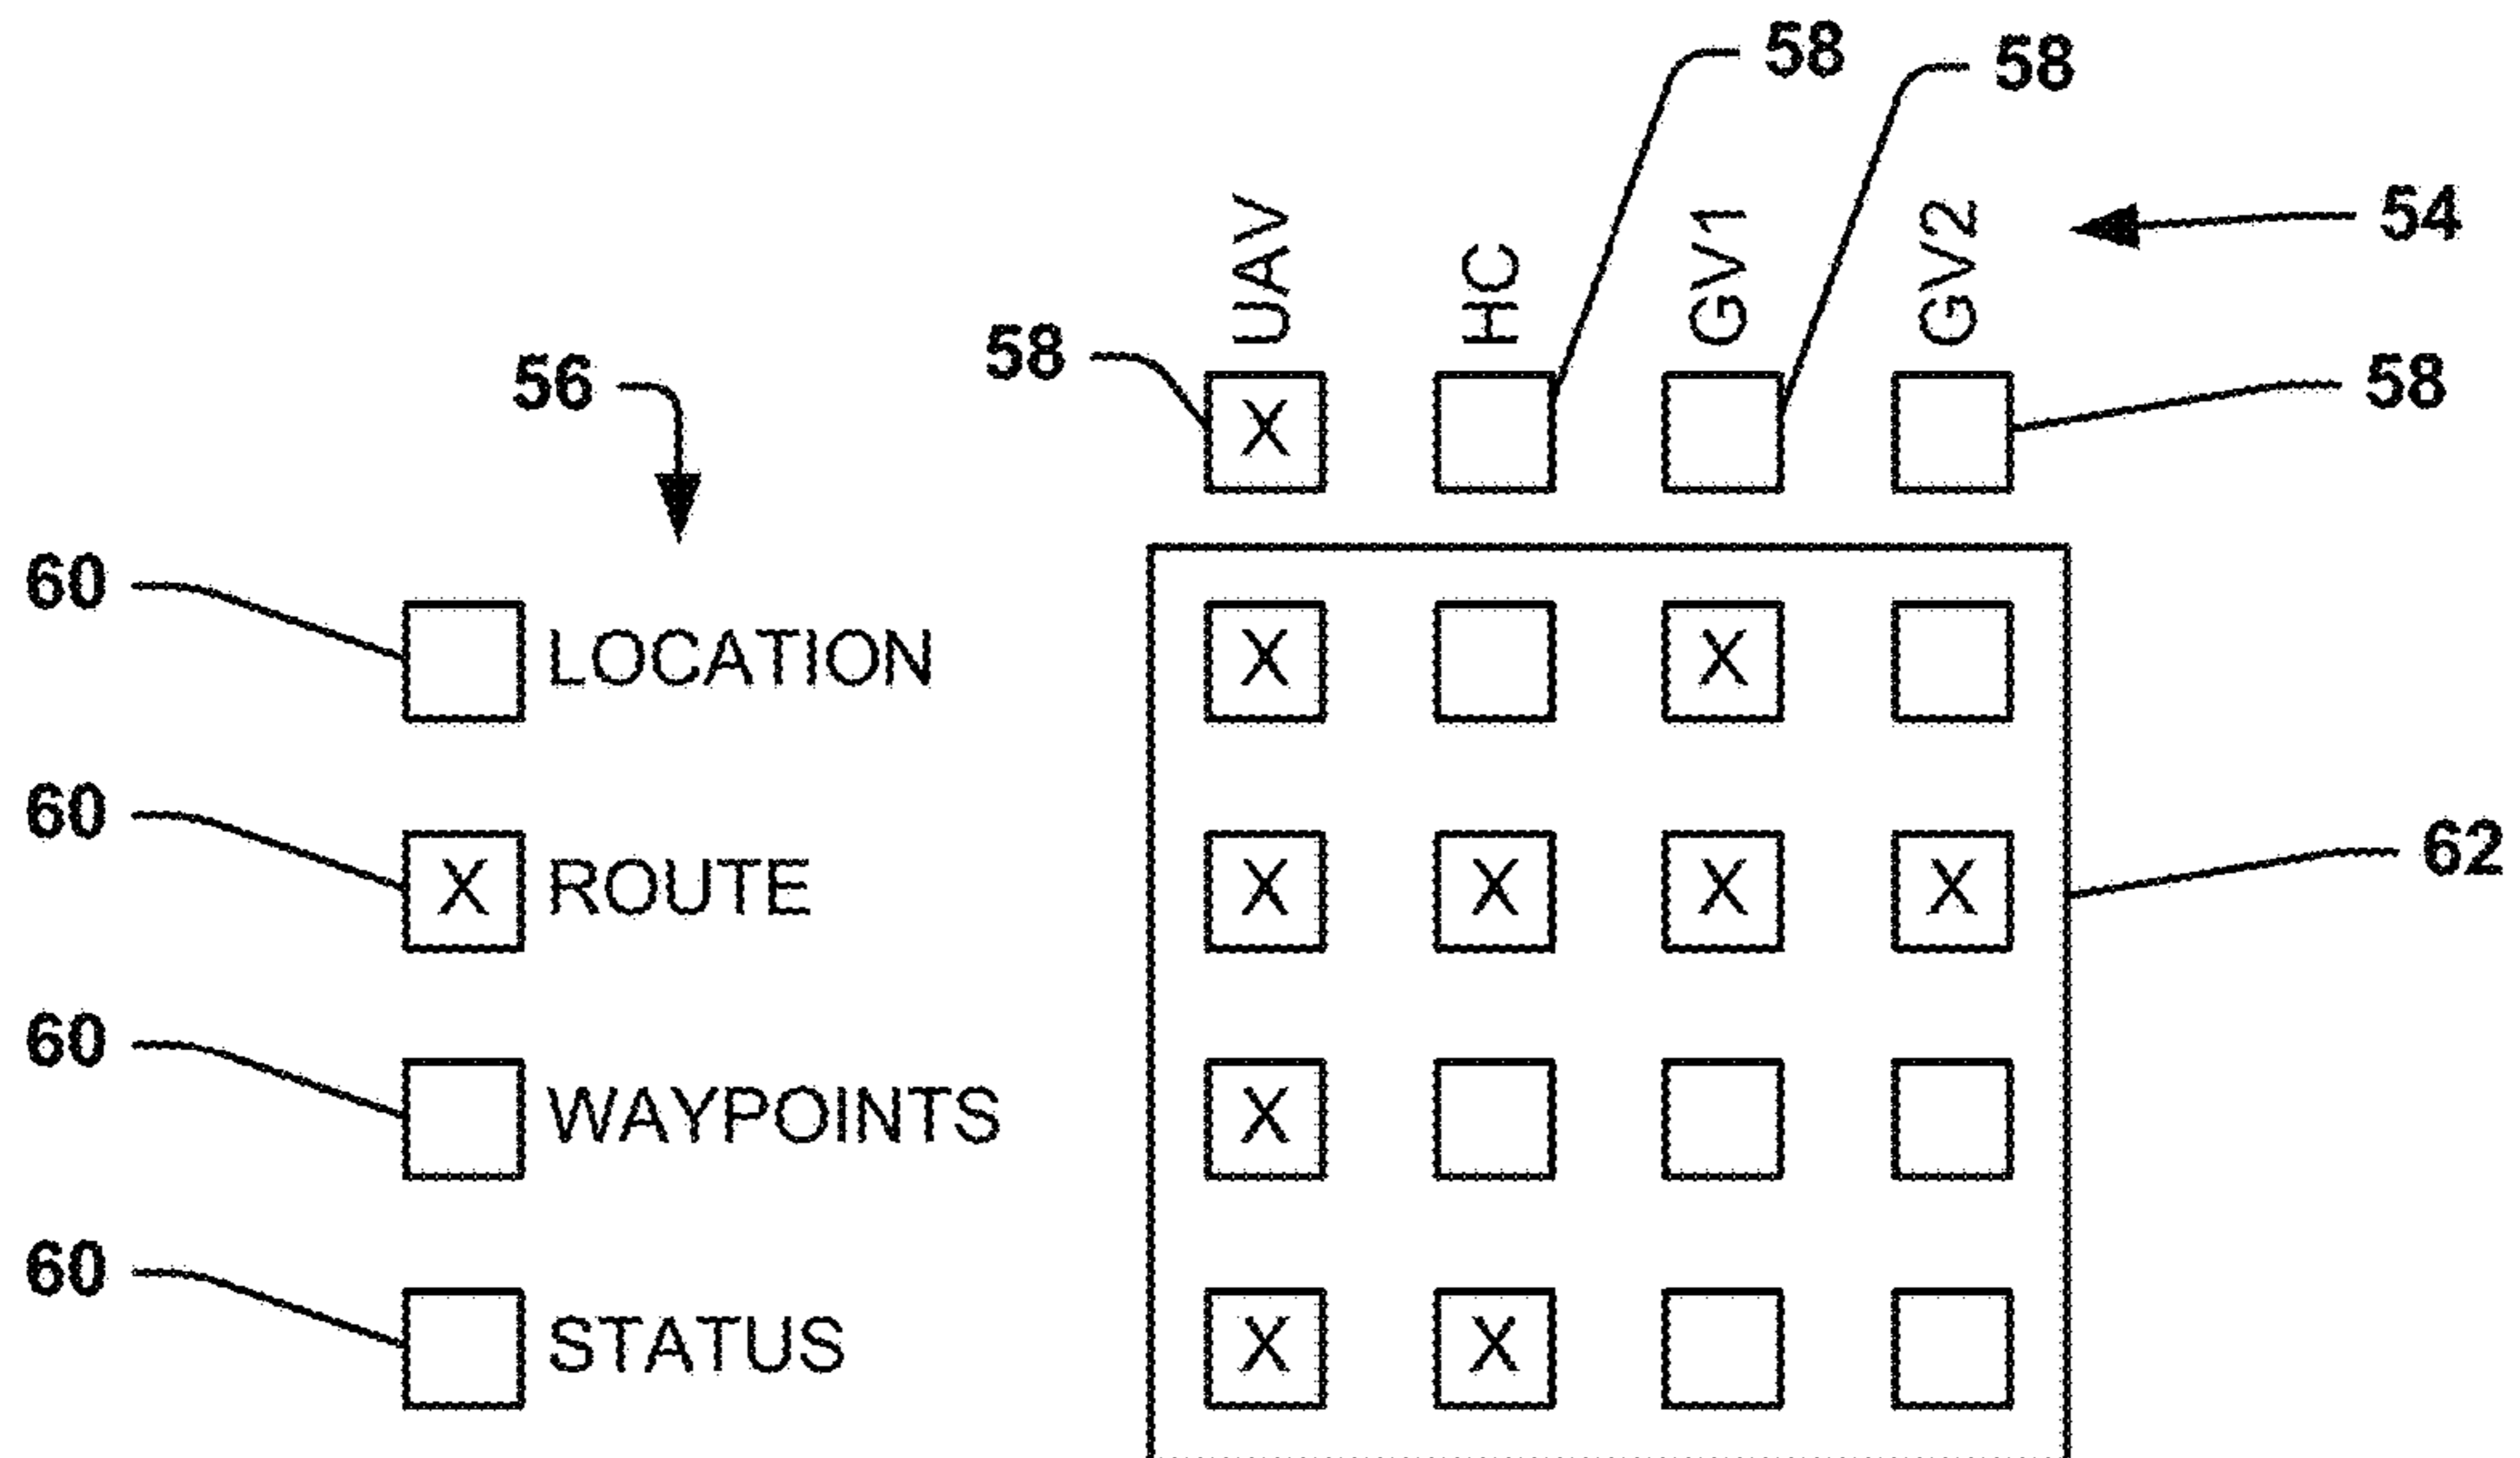 58
58
UAV
HC
GV1
GV2
54
58
58
56
X
60
LOCATION
X
X
60
X
ROUTE
X
X
X
X
62
60
WAYPOINTS
X
60
STATUS
X
X